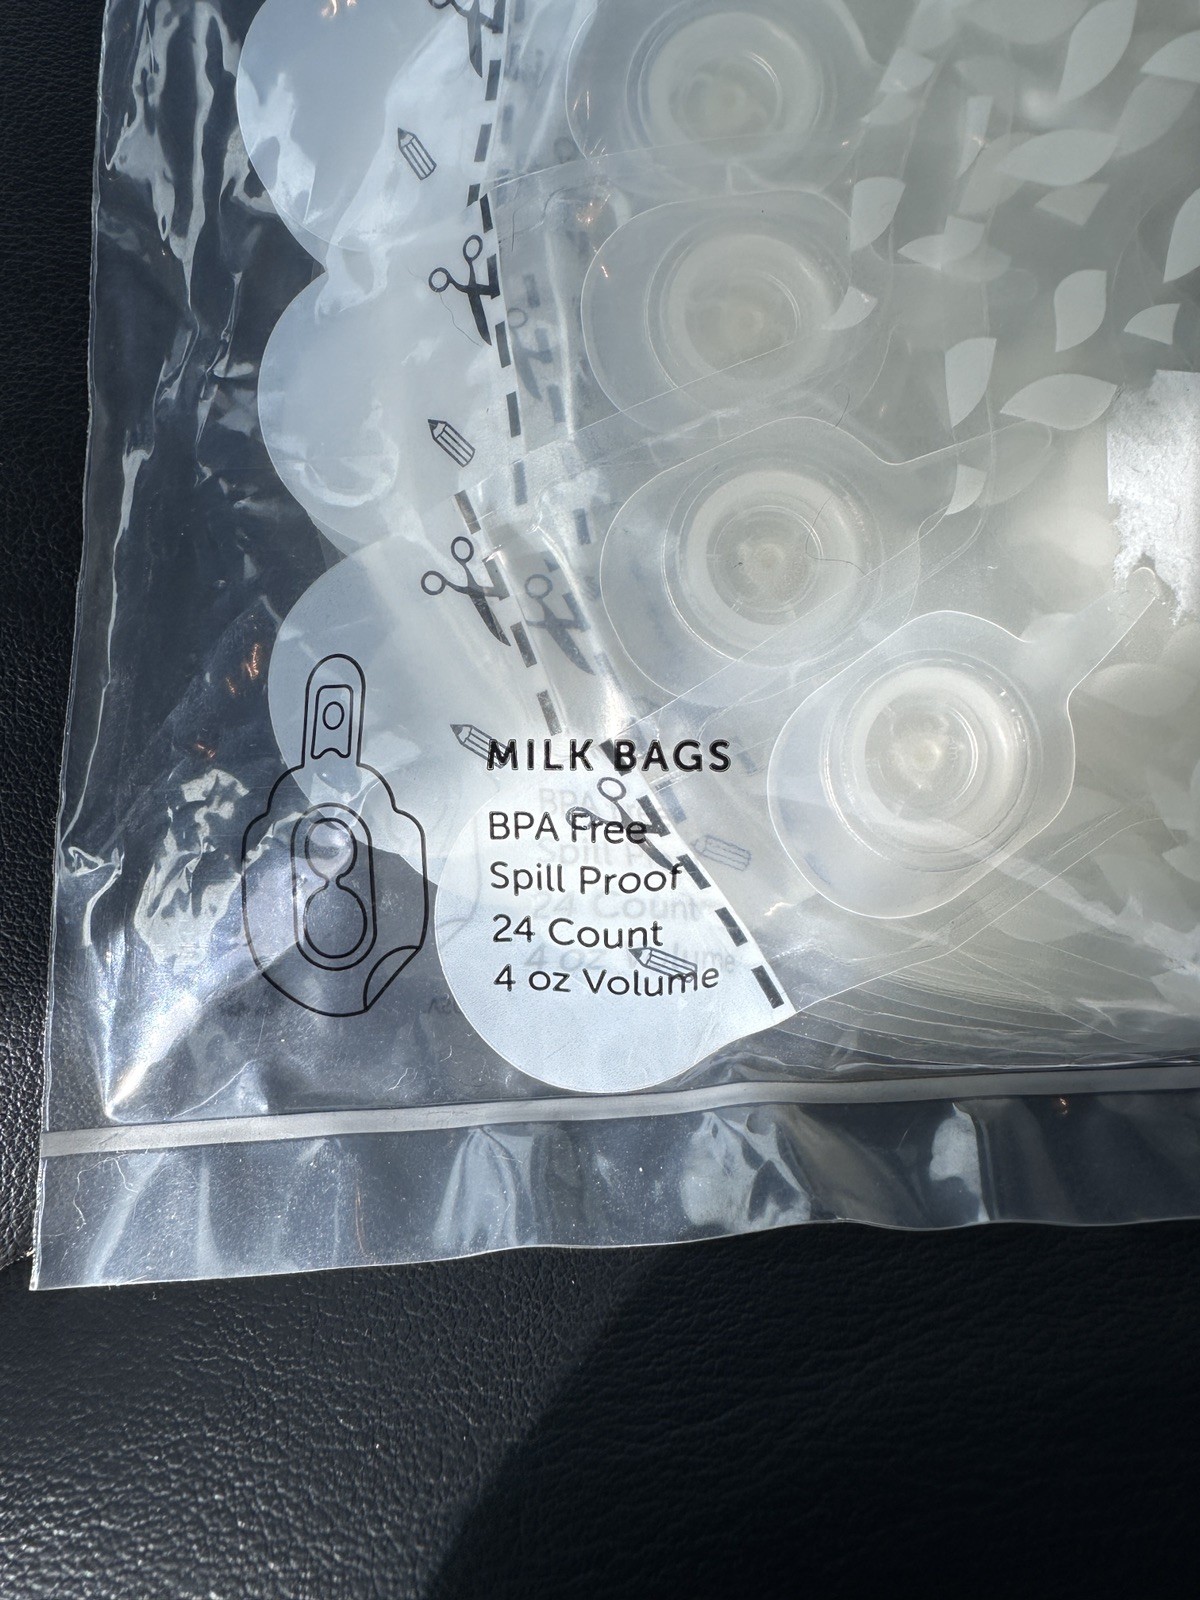 MILK BAGS
BPA Free
Spill Proof
24 Count
4 oz Volume